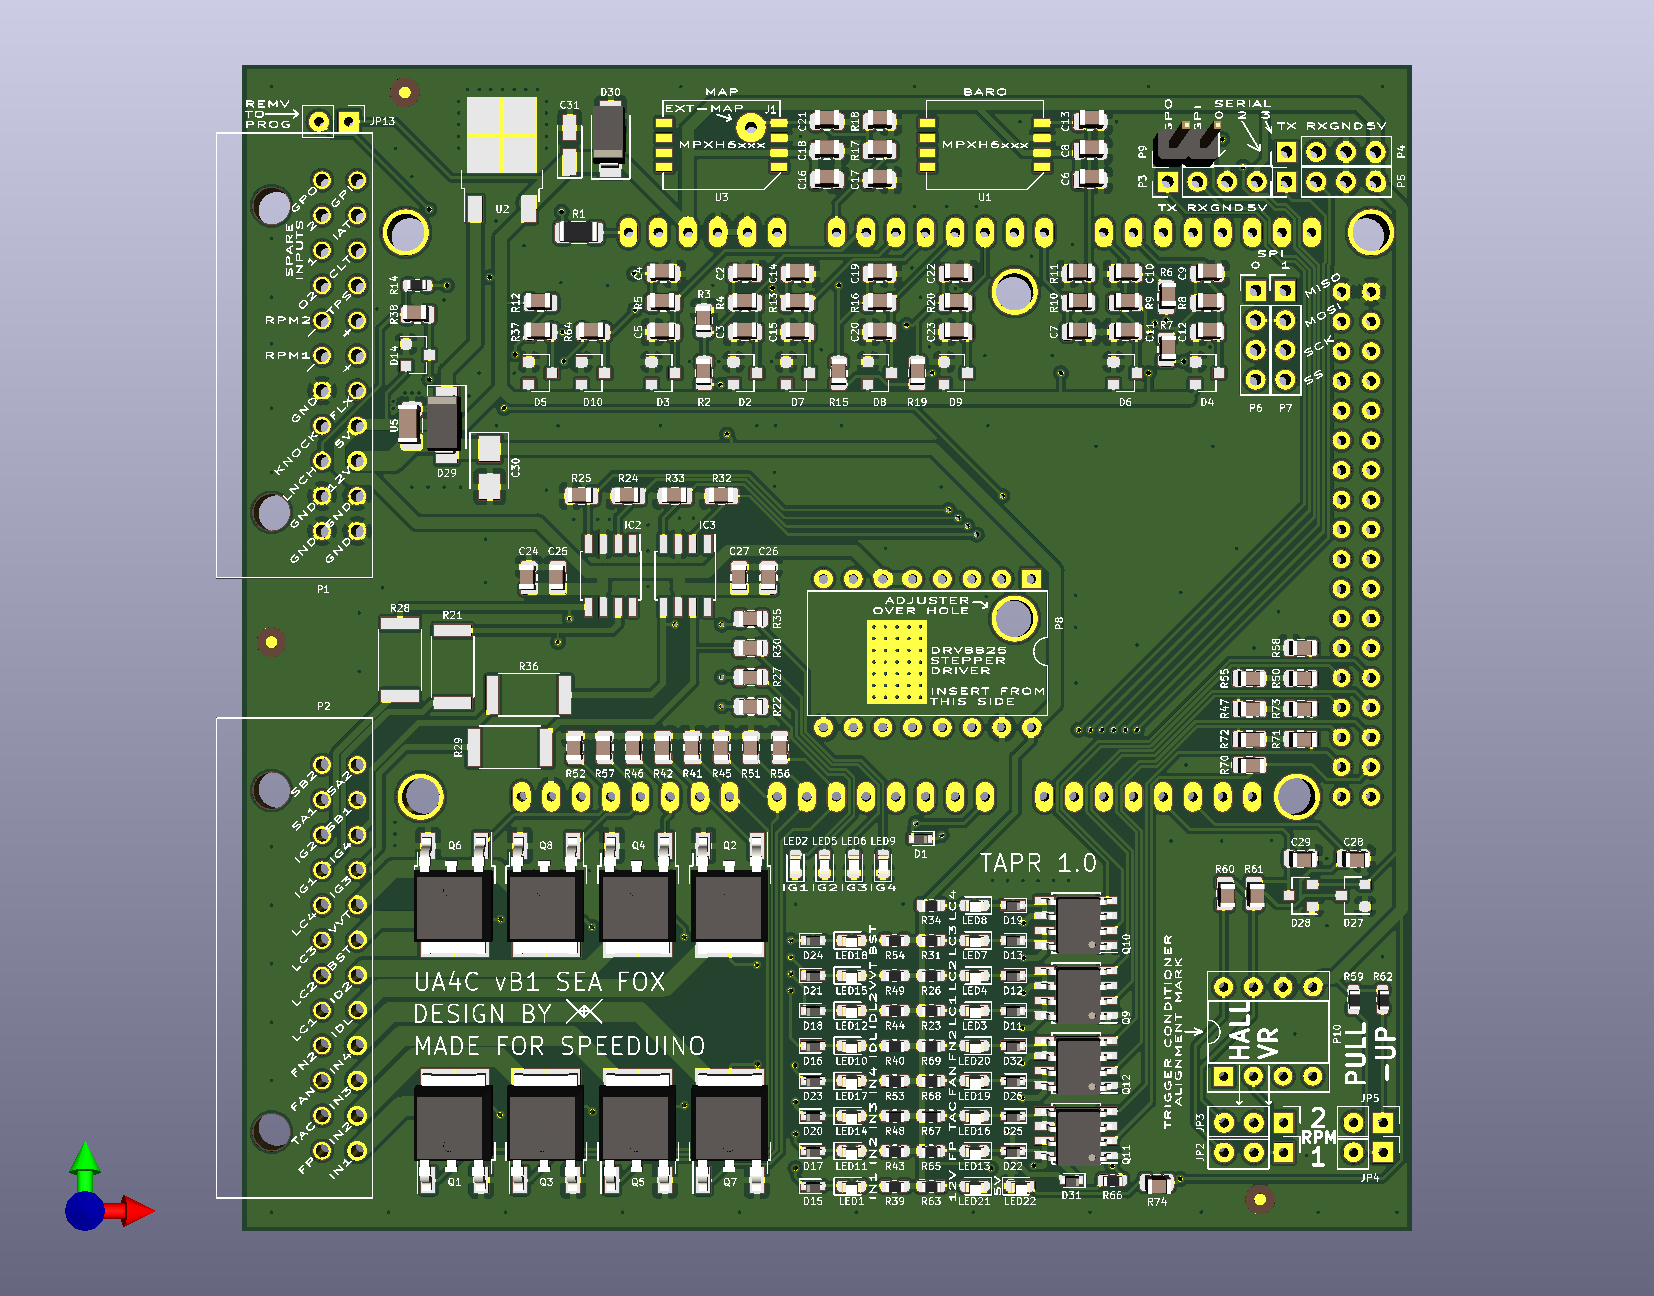 REMV
TO
PROG
JP13
C31
D30
MAP
EXT-MAP
J1
MPXH6xxx
U3
C21
C18
C16
R18
R17
C17
BARO
MPXH6xxx
U1
C13
C8
C6
GPO
GPI
SERIAL
P9
P3
TX RXGND5V
P4
P5
TX RXGND5V
U2
R1
SPARE
INPUTS
GPO
GPI
2
IAT
1
CLT
O2
TPS
RPM2
-
+
RPM1
-
+
GND
FLX
KNOCK
5V
LNCH
12V
GND
GND
GND
GND
P1
R14
R38
D14
U5
D29
C30
R12
R37
R64
D5
D10
C4
R5
C5
D3
R3
R2
C2
R4
C3
D2
C14
R13
C15
D7
R15
C19
R16
C20
D8
R19
C22
R20
C23
D9
R11
R10
C7
C10
R9
C11
D6
R6
R7
C9
R8
C12
D4
SPI
0 1
MISO
MOSI
SCK
SS
P6
P7
R25
R24
R33
R32
IC2
IC3
C24
C25
C27
C26
R35
R30
R27
R22
ADJUSTER
OVER HOLE
P8
DRV8825
STEPPER
DRIVER
INSERT FROM
THIS SIDE
R28
R21
R36
R29
R52
R57
R46
R42
R41
R45
R51
R56
R58
R55
R50
R47
R73
R72
R71
R70
P2
SB2
SA2
SA1
SB1
IG2
IG4
IG1
IG3
LC4
VVT
LC3
BST
LC2
ID2
LC1
IDL
FN2
IN4
FAN
IN3
TAC
IN2
FP
IN1
Q6
Q8
Q4
Q2
LED2
LED5
LED6
LED9
IG1
IG2
IG3
IG4
D1
TAPR 1.0
C29
C28
R60
R61
D28
D27
UA4C vB1 SEA FOX
DESIGN BY
MADE FOR SPEEDUINO
Q1
Q3
Q5
Q7
R34
LED8
D19
LC4
D24
LED18
BST
R54
R31
LED7
LC3
D13
Q10
D21
LED15
VVT
R49
R26
LED4
LC2
D12
D18
LED12
IDL2
R44
R23
LED3
LC1
D11
Q9
D16
LED10
IDL
R40
R69
LED20
FN2
D32
D23
LED17
IN4
R53
R68
LED19
FAN
D26
Q12
D20
LED14
IN3
R48
R67
LED16
TAC
D25
D17
LED11
IN2
R43
R65
LED13
FP
D22
Q11
D15
LED1
IN1
R39
R63
LED21
12V
LED22
5V
D31
R66
R74
TRIGGER CONDITIONER
ALIGNMENT MARK
HALL
VR
P10
R59
R62
PULL
-UP
JP3
JP2
2
RPM
1
JP5
JP4